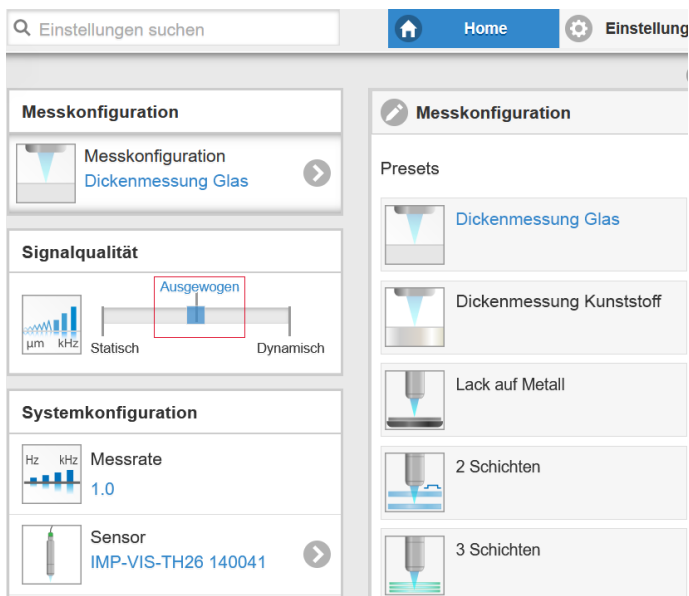 Einstellungen suchen
Home
Einstellung
Messkonfiguration
Messkonfiguration
Dickenmessung Glas
Signalqualität
Ausgewogen
µm kHz
Statisch
Dynamisch
Systemkonfiguration
Hz kHz
Messrate
1.0
Sensor
IMP-VIS-TH26 140041
Messkonfiguration
Presets
Dickenmessung Glas
Dickenmessung Kunststoff
Lack auf Metall
2 Schichten
3 Schichten